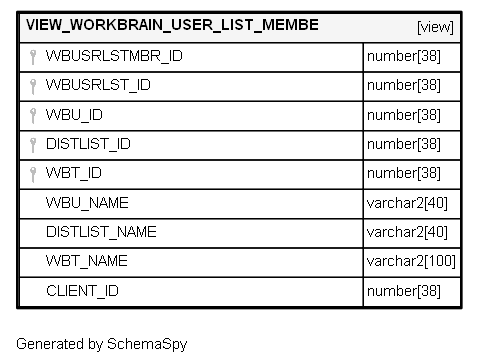 VIEW_WORKBRAIN_USER_LIST_MEMBE [view]
WBUSRLSTMBR_ID number[38]
WBUSRLST_ID number[38]
WBU_ID number[38]
DISTLIST_ID number[38]
WBT_ID number[38]
WBU_NAME varchar2[40]
DISTLIST_NAME varchar2[40]
WBT_NAME varchar2[100]
CLIENT_ID number[38]
Generated by SchemaSpy